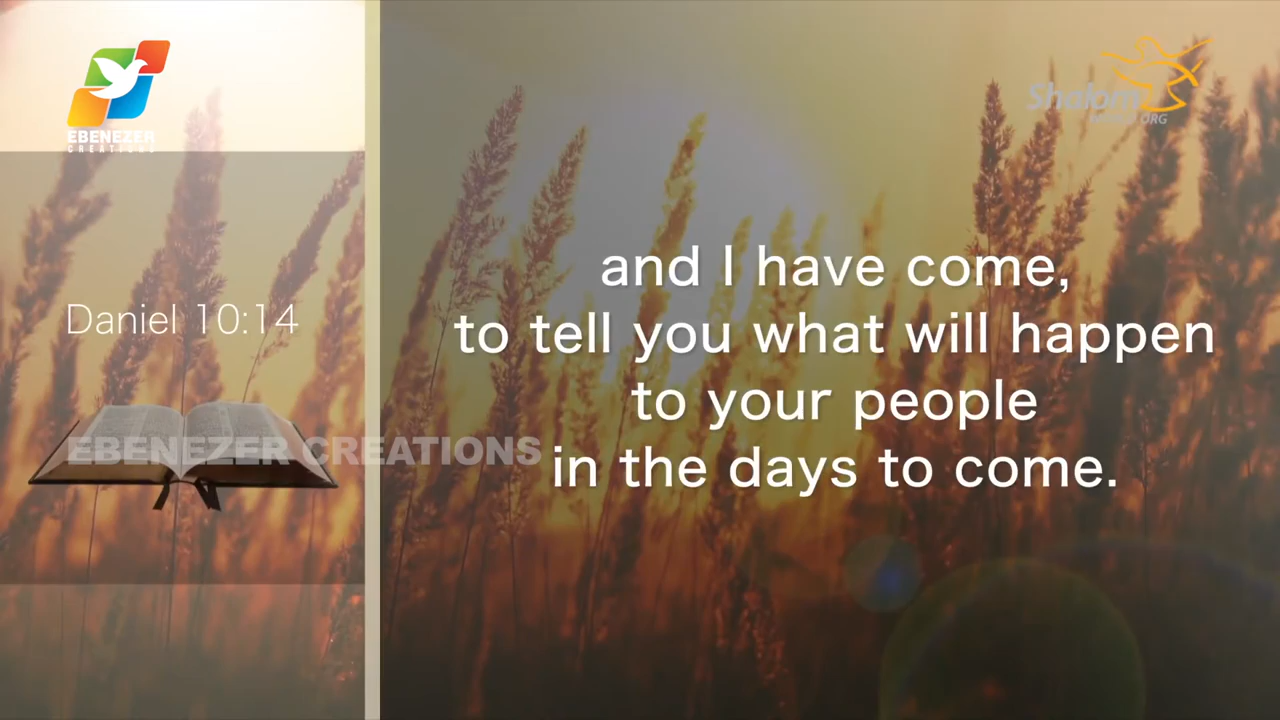 EBENEZER
CREATIONS
Shalom
Daniel 10:14
and I have come,
to tell you what will happen
to your people
in the days to come.
EBENEZER CREATIONS